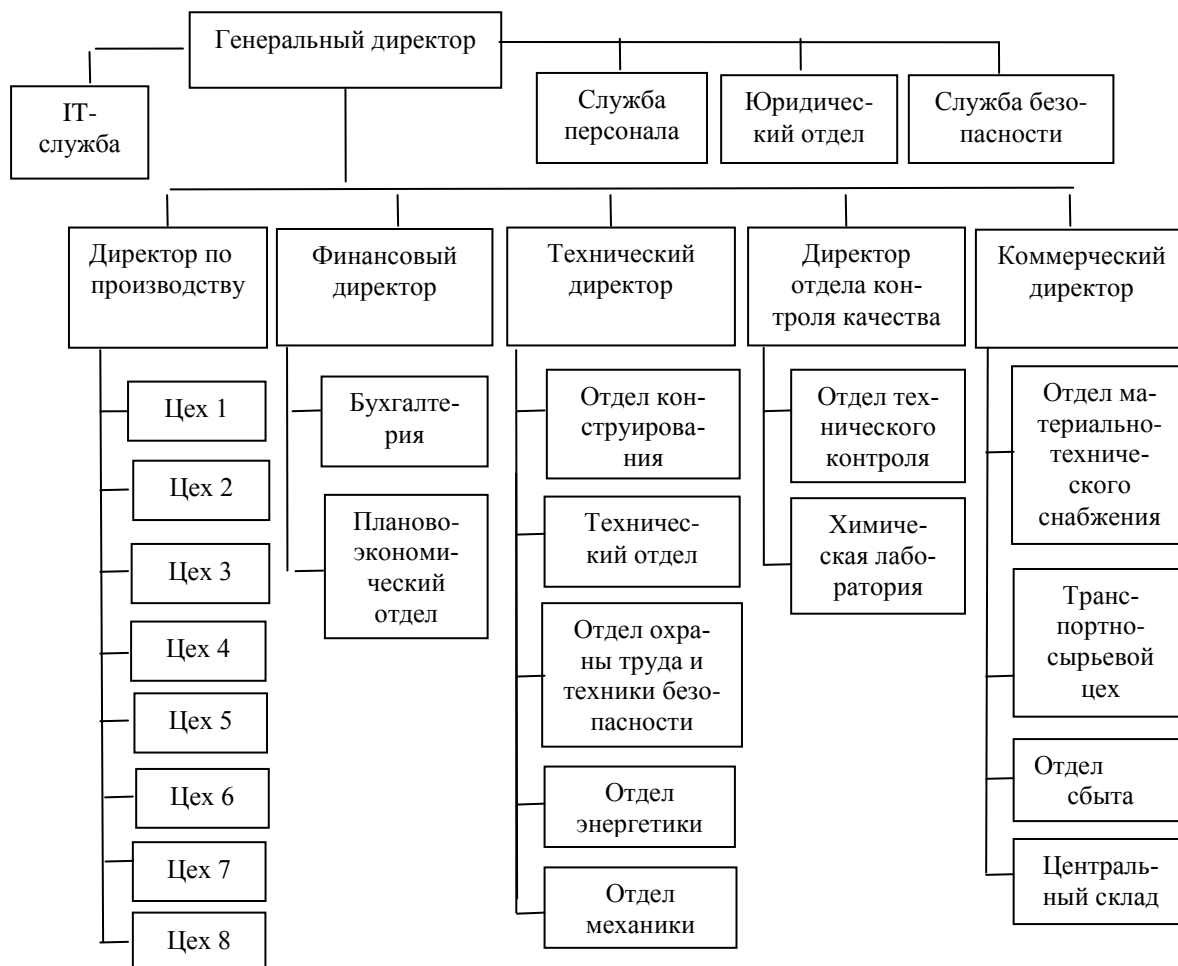 Генеральный
директор
IT-
служба
Служба
персонала
Юридичес-
кий отдел
Служба безо-
пасности
Директор по
производству
Финансовый
директор
Технический
директор
Директор
отдела кон-
троля качества
Коммерческий
директор
Цех 1
Цех 2
Цех 3
Цех 4
Цех 5
Цех 6
Цех 7
Цех 8
Бухгалте-
рия
Планово-
экономи-
ческий
отдел
Отдел кон-
струирова-
ния
Техничес-
кий отдел
Отдел охра-
ны труда и
техники безо-
пасности
Отдел
энергетики
Отдел
механики
Отдел тех-
нического
контроля
Химиче-
ская лабо-
ратория
Отдел ма-
териально-
техниче-
ского
снабжения
Транс-
портно-
сырьевой
цех
Отдел
сбыта
Централь-
ный склад